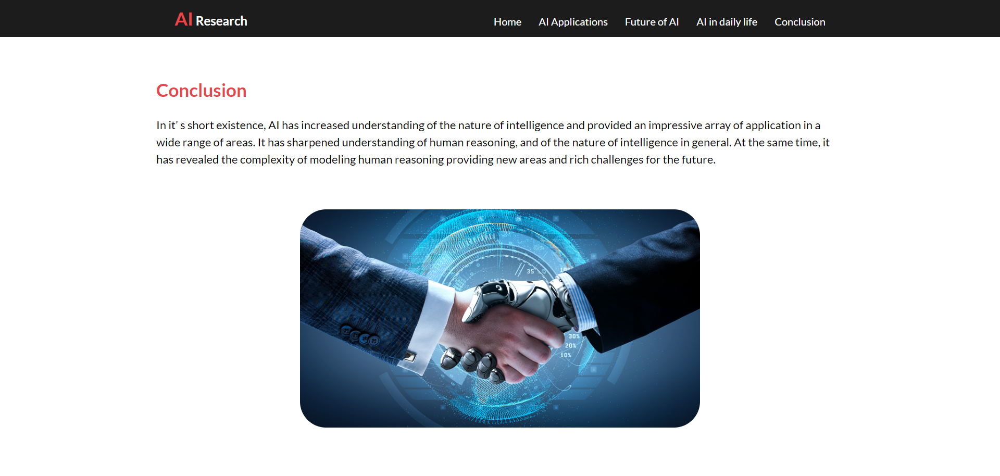 AI Research
Home AI Applications Future of AI AI in daily life Conclusion
Conclusion
In it’ s short existence, AI has increased understanding of the nature of intelligence and provided an impressive array of application in a
wide range of areas. It has sharpened understanding of human reasoning, and of the nature of intelligence in general. At the same time, it
has revealed the complexity of modeling human reasoning providing new areas and rich challenges for the future.
35
30%
20%
10%